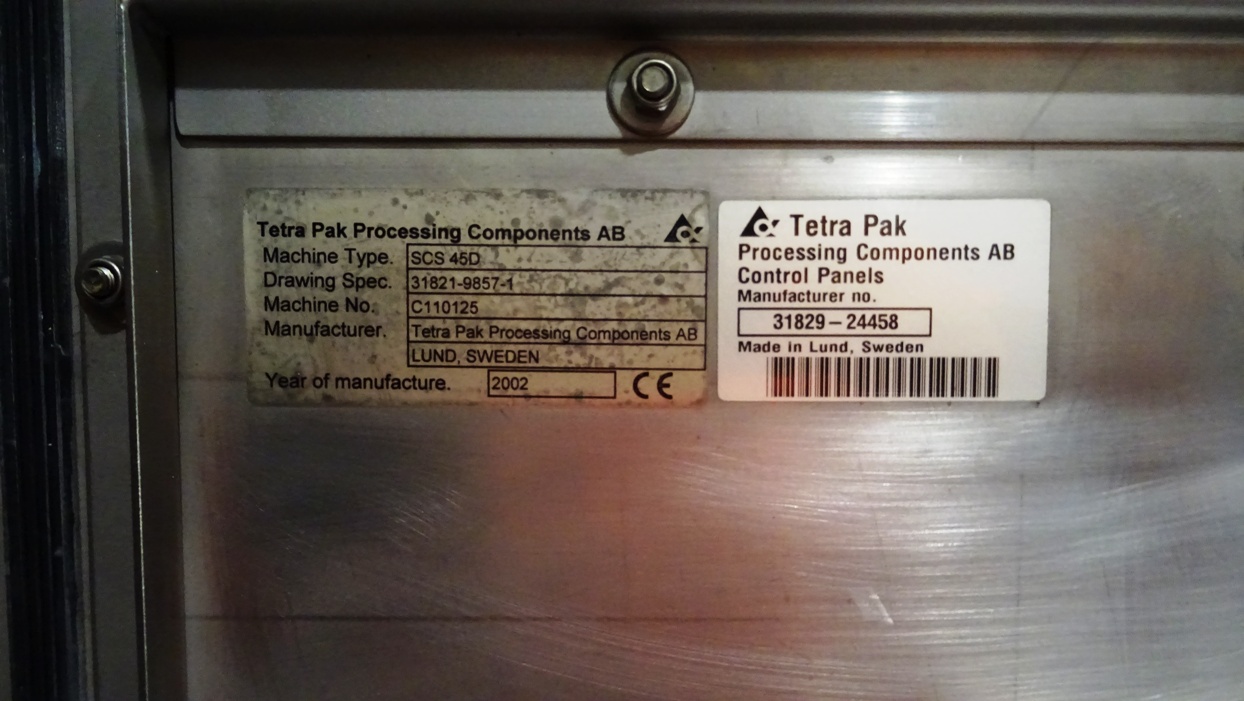 Tetra Pak Processing Components AB
Machine Type. SCS 45D
Drawing Spec. 31821-9857-1
Machine No. C110125
Manufacturer. Tetra Pak Processing Components AB
LUND, SWEDEN
Year of manufacture. 2002 CE
Tetra Pak
Processing Components AB
Control Panels
Manufacturer no.
31829-24458
Made in Lund, Sweden